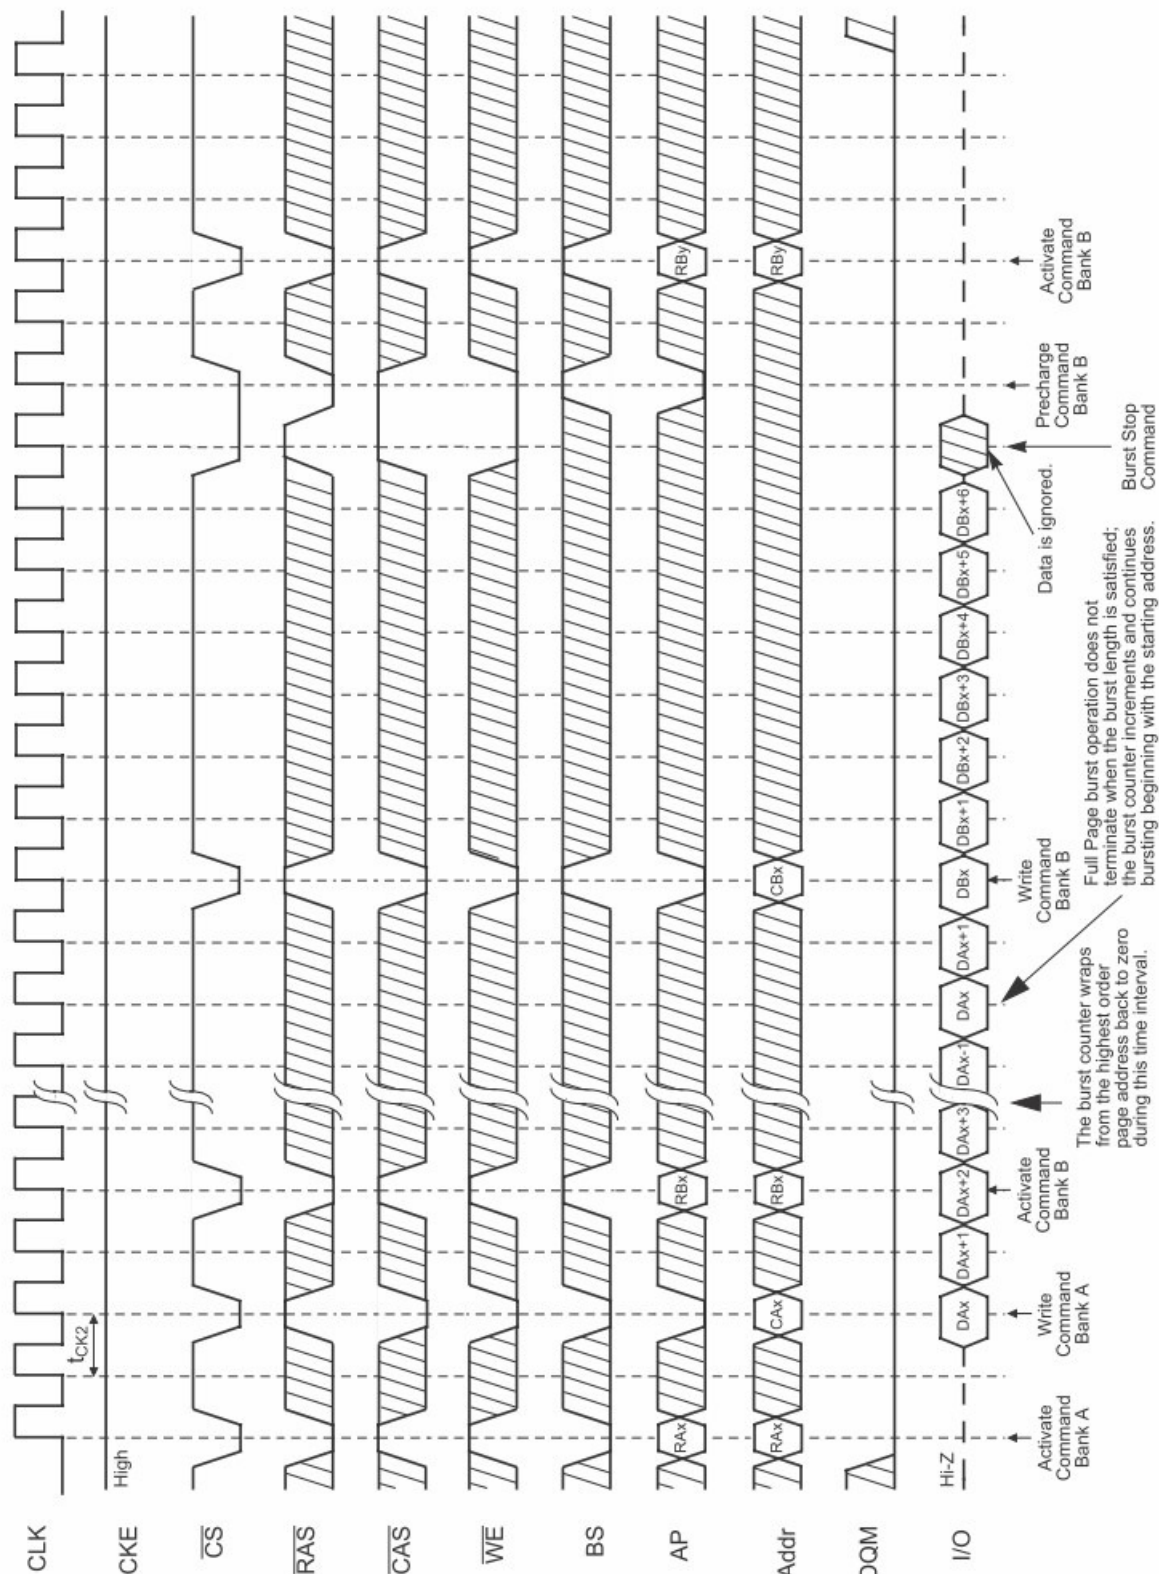 CLK
CKE
CS
RAS
CAS
WE
BS
AP
Addr
DQM
I/O
High
tCK2
RAx
RBx
RBy
RAx
CAx
RBx
CBx
RBy
Hi-Z
DAx
DAx+1
DAx+2
DAx+3
DAx-1
DAx
DAx+1
DBx
DBx+1
DBx+2
DBx+3
DBx+4
DBx+5
DBx+6
Activate
Command
Bank A
Write
Command
Bank A
Activate
Command
Bank B
The burst counter wraps
from the highest order
page address back to zero
during this time interval.
Write
Command
Bank B
Full Page burst operation does not
terminate when the burst length is satisfied;
the burst counter increments and continues
bursting beginning with the starting address.
Data is ignored.
Burst Stop
Command
Precharge
Command
Bank B
Activate
Command
Bank B